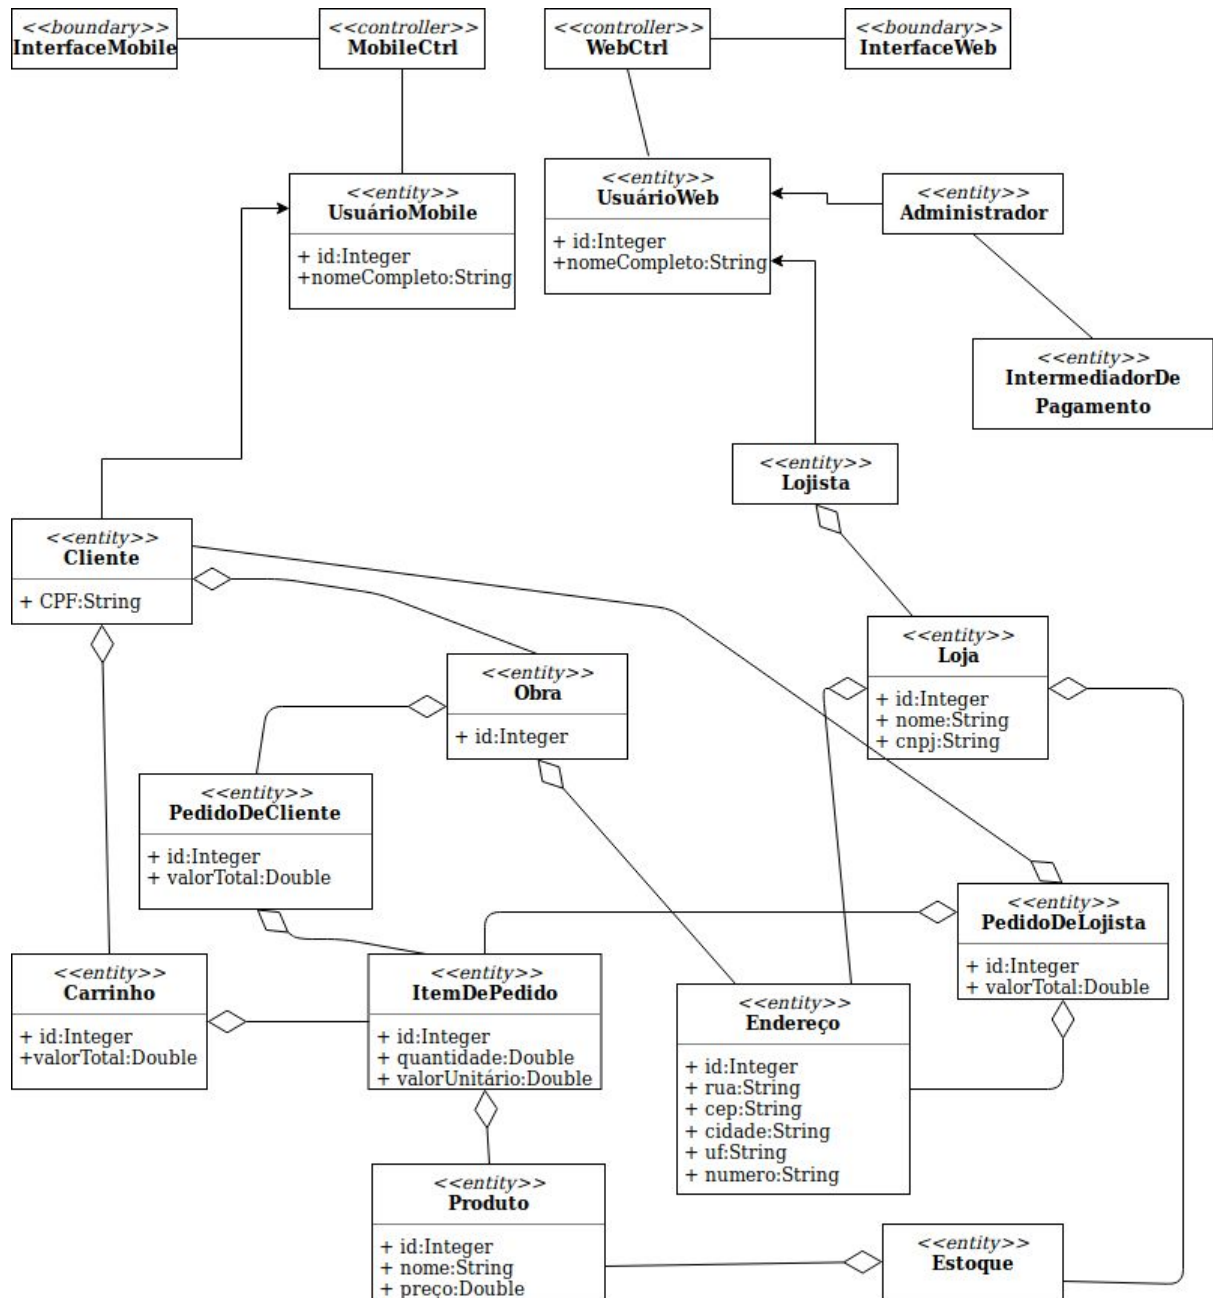 <<boundary>>
InterfaceMobile
<<controller>>
MobileCtrl
<<controller>>
WebCtrl
<<boundary>>
InterfaceWeb
<<entity>>
UsuárioMobile
+ id:Integer
+nomeCompleto:String
<<entity>>
UsuárioWeb
+ id:Integer
+nomeCompleto:String
<<entity>>
Administrador
<<entity>>
IntermediadorDe
Pagamento
<<entity>>
Lojista
<<entity>>
Cliente
+ CPF:String
<<entity>>
Loja
+ id:Integer
+ nome:String
+ cnpj:String
<<entity>>
Obra
+ id:Integer
<<entity>>
PedidoDeCliente
+ id:Integer
+ valorTotal:Double
<<entity>>
PedidoDeLojista
+ id:Integer
+ valorTotal:Double
<<entity>>
Carrinho
+ id:Integer
+valorTotal:Double
<<entity>>
ItemDePedido
+ id:Integer
+ quantidade:Double
+ valorUnitário:Double
<<entity>>
Endereço
+ id:Integer
+ rua:String
+ cep:String
+ cidade:String
+ uf:String
+ numero:String
<<entity>>
Produto
+ id:Integer
+ nome:String
+ preço:Double
<<entity>>
Estoque